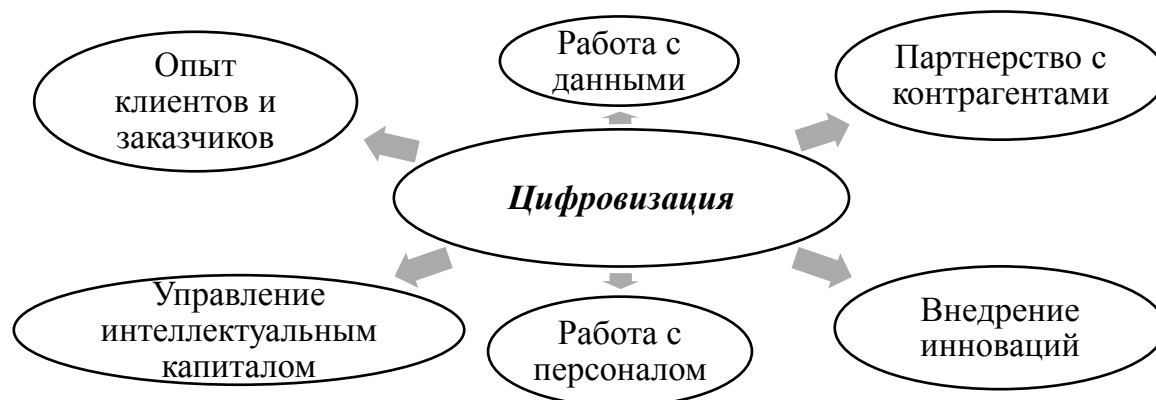 Опыт
клиентов и
заказчиков
Работа с
данными
Партнерство с
контрагентами
Цифровизация
Управление
интеллектуальным
капиталом
Работа с
персоналом
Внедрение
инноваций